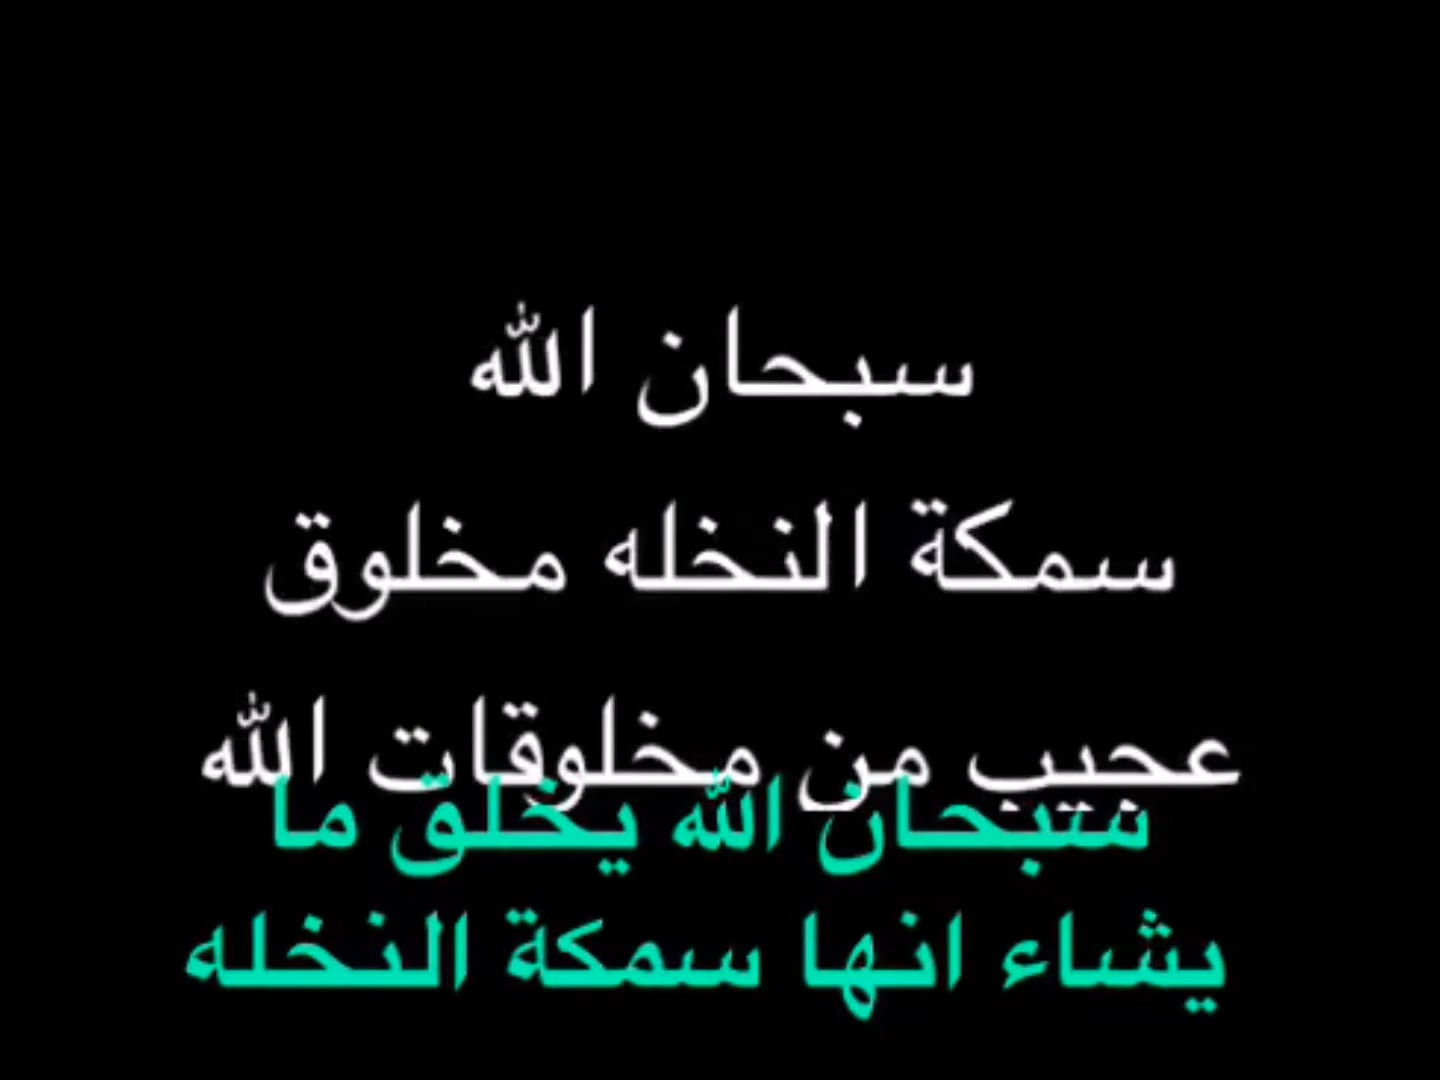 سبحان الله
سمكة النخله مخلوق
عجيب من مخلوقات الله
سبحان الله يخلق ما
يشاء انها سمكة النخله